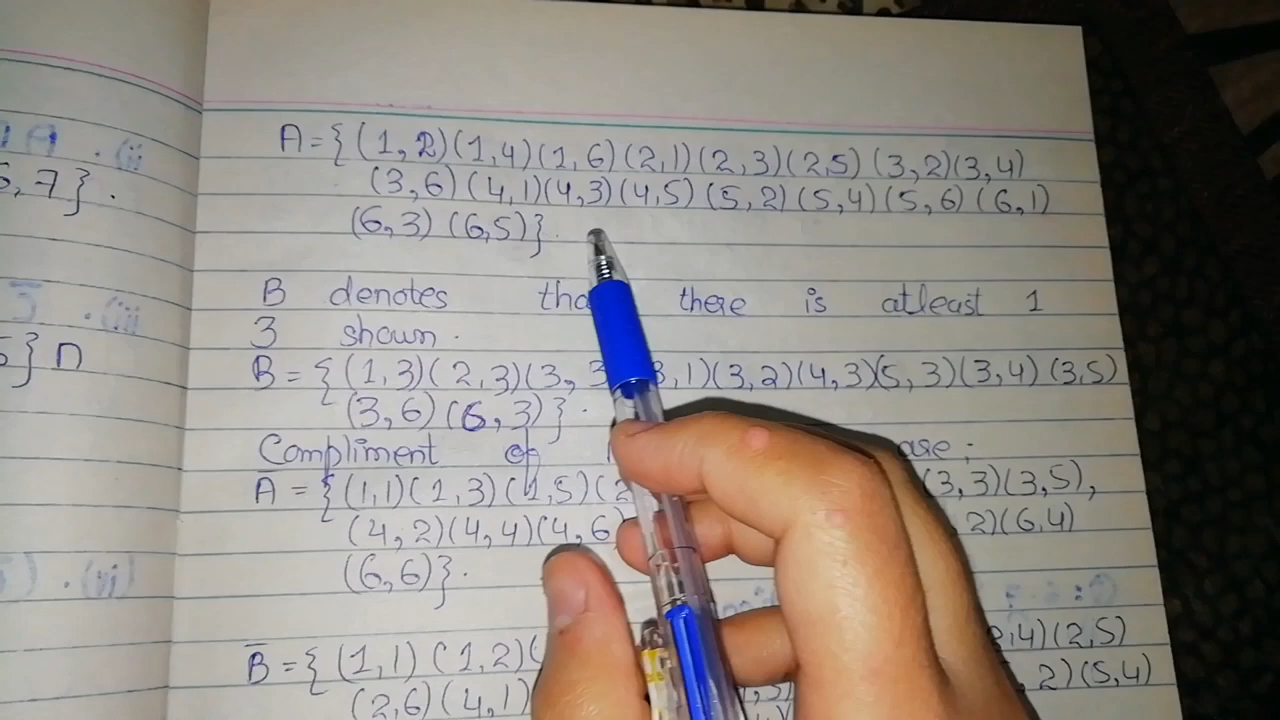 5, 7}.
A = {(1, 2)(1, 4)(1, 6)(2, 1)(2, 3)(2, 5)(3, 2)(3, 4)
(3, 6)(4, 1)(4, 3)(4, 5)(5, 2)(5, 4)(5, 6)(6, 1)
(6, 3)(6, 5)}.
B denotes there is atleast 1
3 shown.
B = {(1, 3)(2, 3)(3, 3 3, 1)(3, 2)(4, 3)(5, 3)(3, 4)(3, 5)
(3, 6)(6, 3)}.
Compliment of are:
A̅ = {(1, 1)(1, 3)(1, 5)(2 (3, 3)(3, 5),
(4, 2)(4, 4)(4, 6 2)(6, 4)
(6, 6)}.
B̅ = {(1, 1)(1, 2)( 2, 4)(2, 5)
(2, 6)(4, 1) 2)(5, 4)